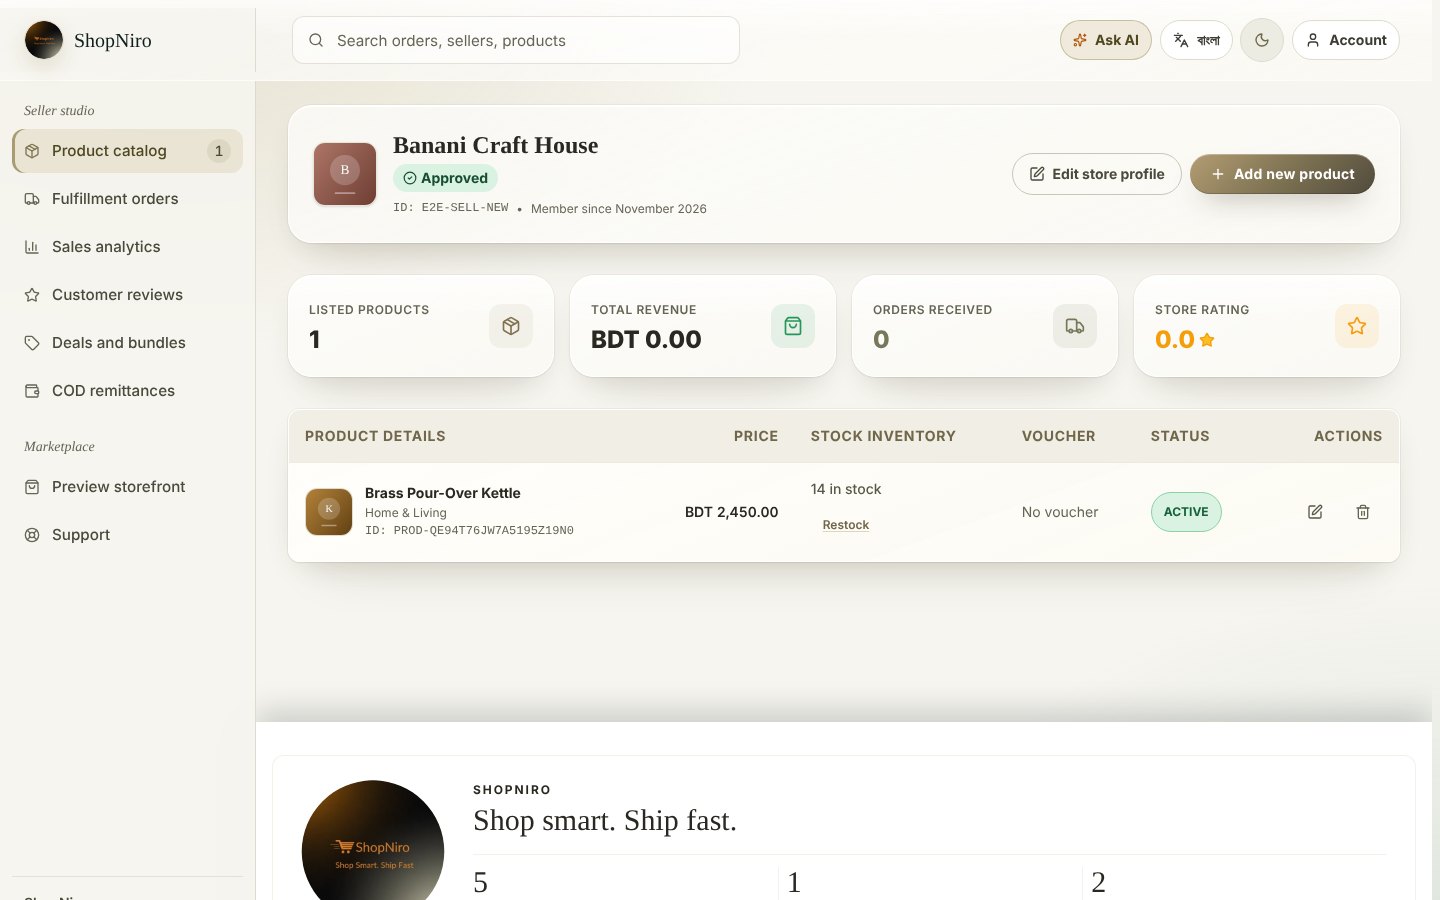 ShopNiro
Search orders, sellers, products
Ask AI
বাংলা
Account
Seller studio
Product catalog
1
Fulfillment orders
Sales analytics
Customer reviews
Deals and bundles
COD remittances
Marketplace
Preview storefront
Support
B
Banani Craft House
Approved
ID: E2E-SELL-NEW • Member since November 2026
Edit store profile
Add new product
LISTED PRODUCTS
1
TOTAL REVENUE
BDT 0.00
ORDERS RECEIVED
0
STORE RATING
0.0
PRODUCT DETAILS PRICE STOCK INVENTORY VOUCHER STATUS ACTIONS
K
Brass Pour-Over Kettle
Home & Living
ID: PROD-QE94T76JW7A5195Z19N0
BDT 2,450.00
14 in stock
Restock
No voucher
ACTIVE
ShopNiro
Shop Smart. Ship Fast
SHOPNIRO
Shop smart. Ship fast.
5
1
2